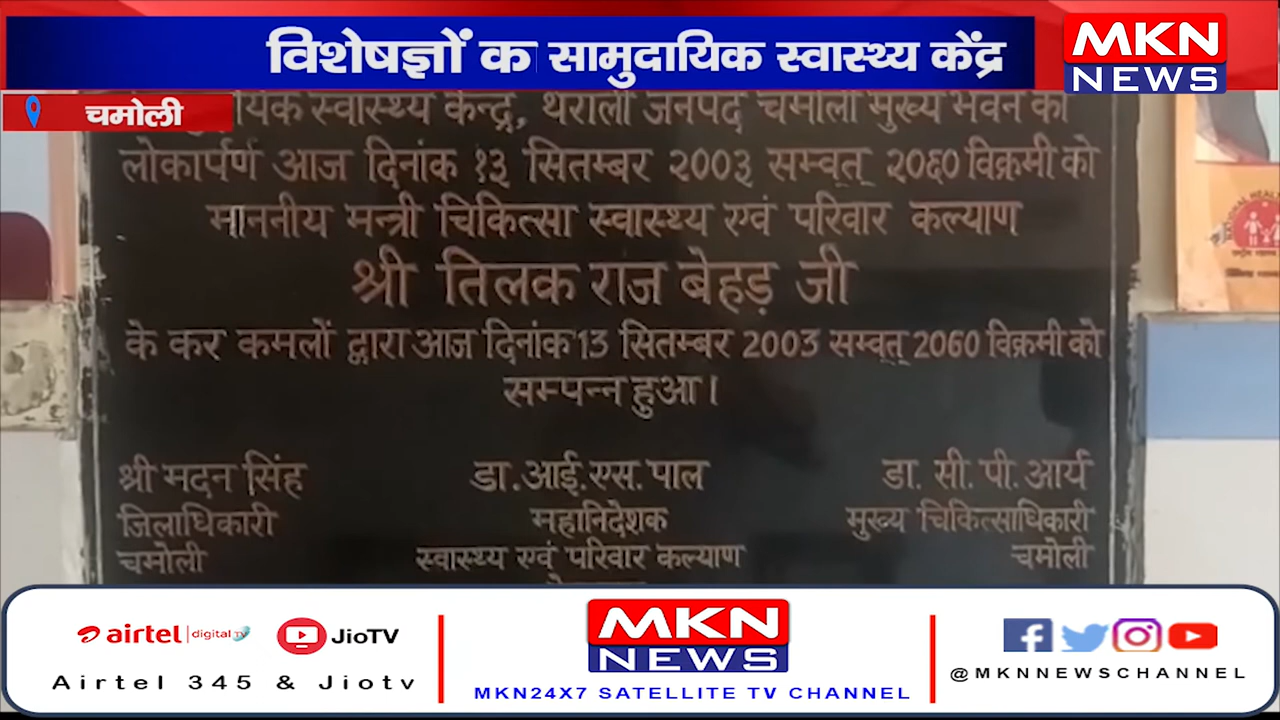 विशेषज्ञों क सामुदायिक स्वास्थ्य केंद्र
MKN
NEWS
चमोली
स्वास्थ्य केन्द्र, थराली जनपद चमोली मुख्य भवन का
लोकार्पण आज दिनांक १३ सितम्बर २००३ सम्वत् २०६० विक्रमी को
माननीय मन्त्री चिकित्सा स्वास्थ्य एवं परिवार कल्याण
श्री तिलक राज बेहड़ जी
के कर कमलों द्वारा आज दिनांक 13 सितम्बर 2003 सम्वत् 2060 विक्रमी को
सम्पन्न हुआ।
श्री मदन सिंह डा.आई.एस.पाल डा. सी. पी. आर्य
जिलाधिकारी महानिदेशक मुख्य चिकित्साधिकारी
चमोली स्वास्थ्य एवं परिवार कल्याण चमोली
airtel digital TV JioTV
Airtel 345 & Jiotv
MKN
NEWS
MKN24X7 SATELLITE TV CHANNEL
@MKNNEWSCHANNEL